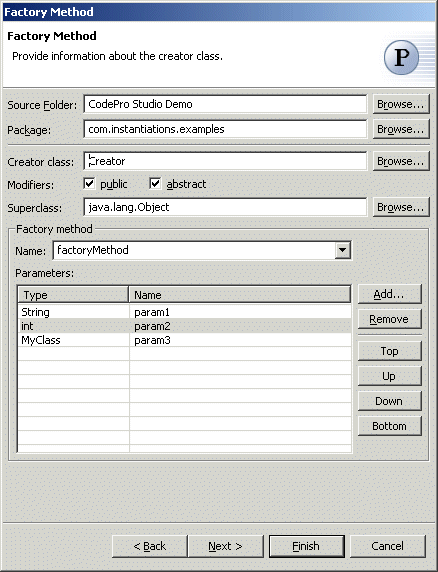 Factory Method
Factory Method
Provide information about the creator class.
P
Source Folder: CodePro Studio Demo Browse...
Package: com.instantiations.examples Browse...
Creator class: Creator Browse...
Modifiers: public abstract
Superclass: java.lang.Object Browse...
Factory method
Name: factoryMethod
Parameters:
Type Name
String param1
int param2
MyClass param3
Add...
Remove
Top
Up
Down
Bottom
< Back Next > Finish Cancel